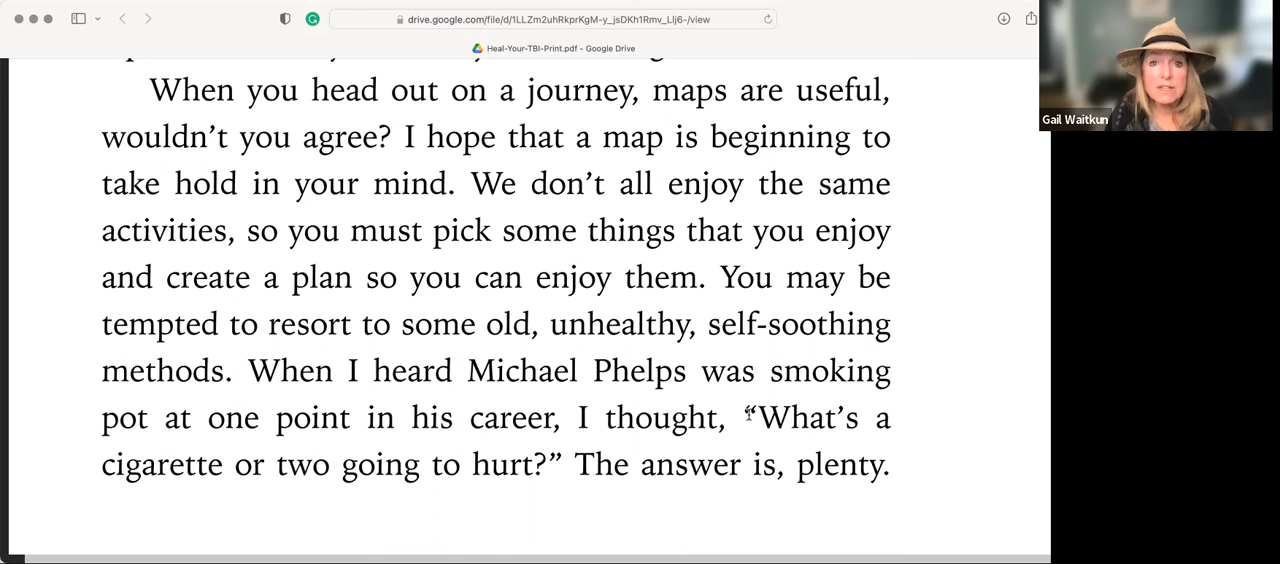 drive.google.com/file/d/1LLZm2uhRkprKgM-y_jsDKh1Rmv_LIj6-/view
Heal-Your-TBI-Print.pdf - Google Drive
When you head out on a journey, maps are useful,
wouldn’t you agree? I hope that a map is beginning to
take hold in your mind. We don’t all enjoy the same
activities, so you must pick some things that you enjoy
and create a plan so you can enjoy them. You may be
tempted to resort to some old, unhealthy, self-soothing
methods. When I heard Michael Phelps was smoking
pot at one point in his career, I thought, “What’s a
cigarette or two going to hurt?” The answer is, plenty.
Gail Waitkun